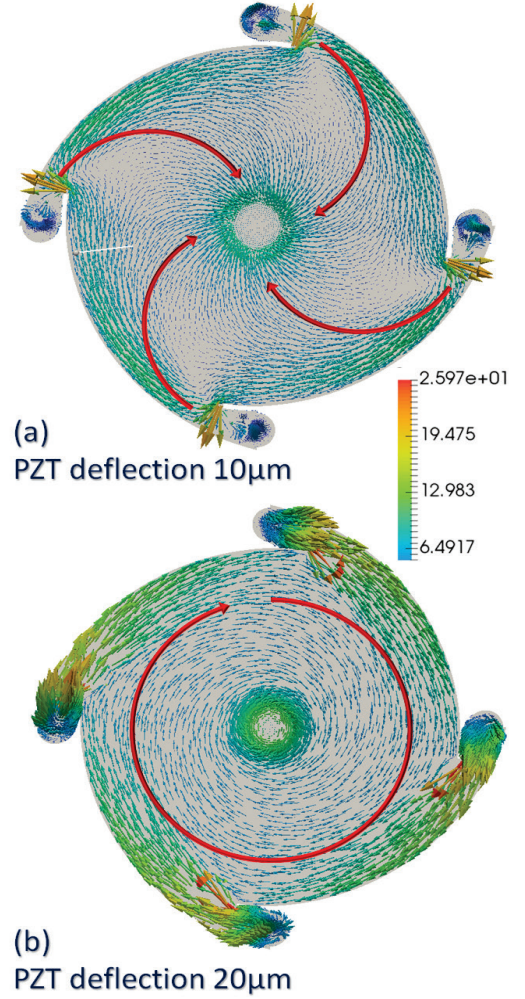 (a)
PZT deflection 10μm
2.597e+01
19.475
12.983
6.4917
(b)
PZT deflection 20μm